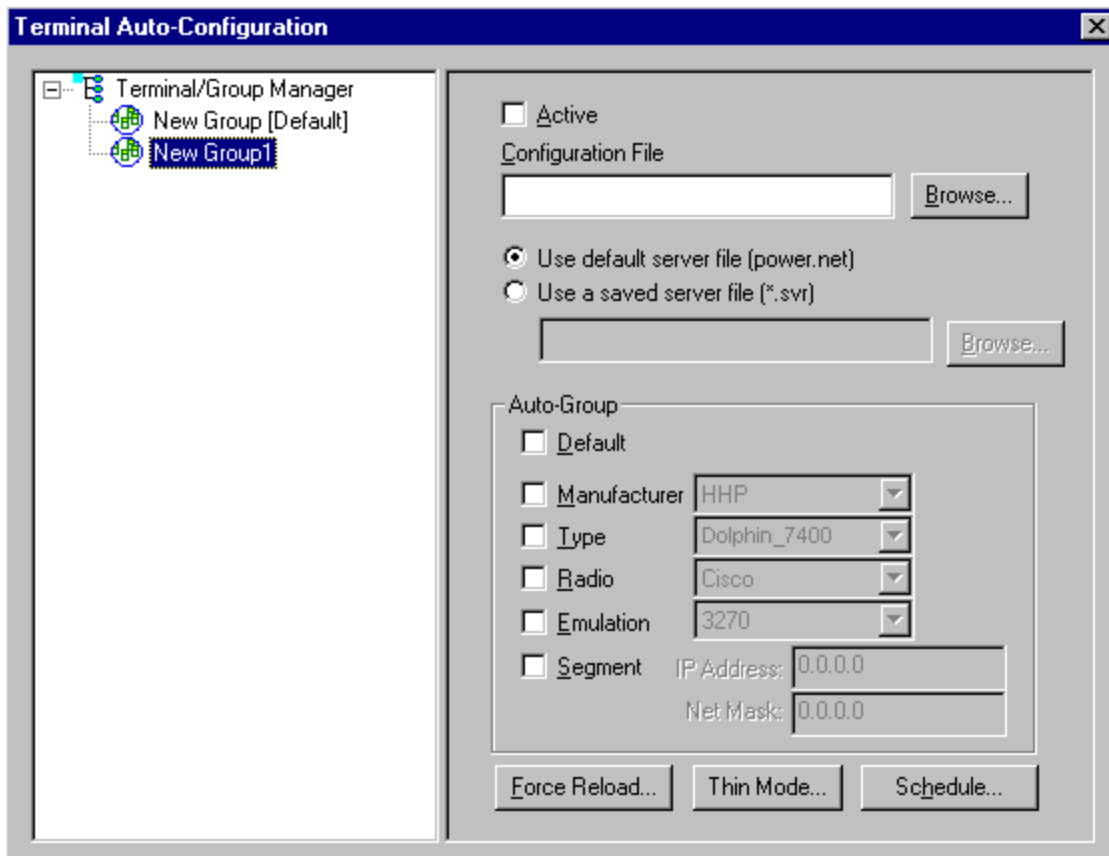 Terminal Auto-Configuration
Terminal/Group Manager
New Group [Default]
New Group1
Active
Configuration File
Browse...
Use default server file (power.net)
Use a saved server file (*.svr)
Browse...
Auto-Group
Default
Manufacturer HHP
Type Dolphin_7400
Radio Cisco
Emulation 3270
Segment IP Address: 0.0.0.0
Net Mask: 0.0.0.0
Force Reload... Thin Mode... Schedule...